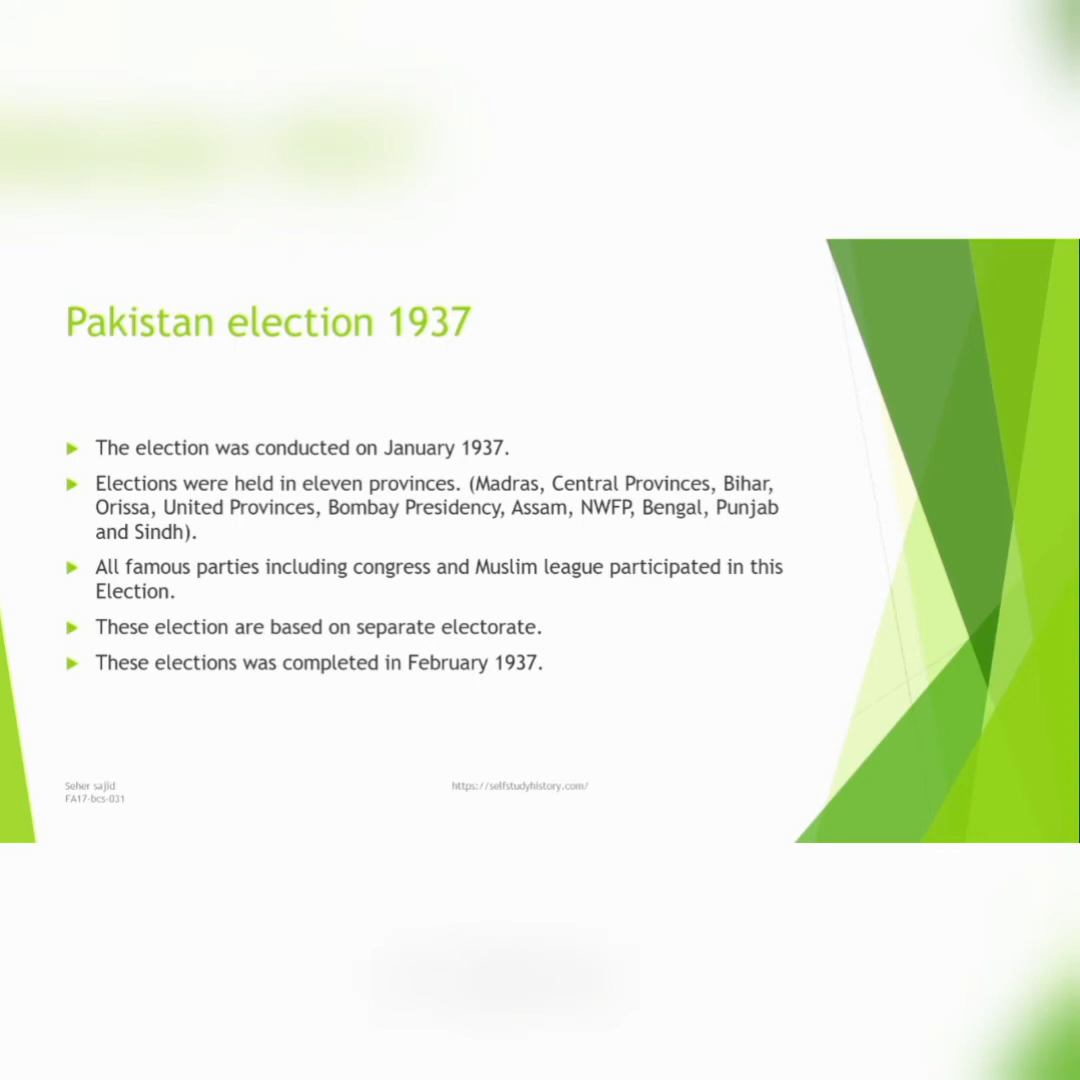 Pakistan election 1937
The election was conducted on January 1937.
Elections were held in eleven provinces. (Madras, Central Provinces, Bihar,
Orissa, United Provinces, Bombay Presidency, Assam, NWFP, Bengal, Punjab
and Sindh).
All famous parties including congress and Muslim league participated in this
Election.
These election are based on separate electorate.
These elections was completed in February 1937.
Seher sajid
FA17-bcs-031
https://selfstudyhistory.com/